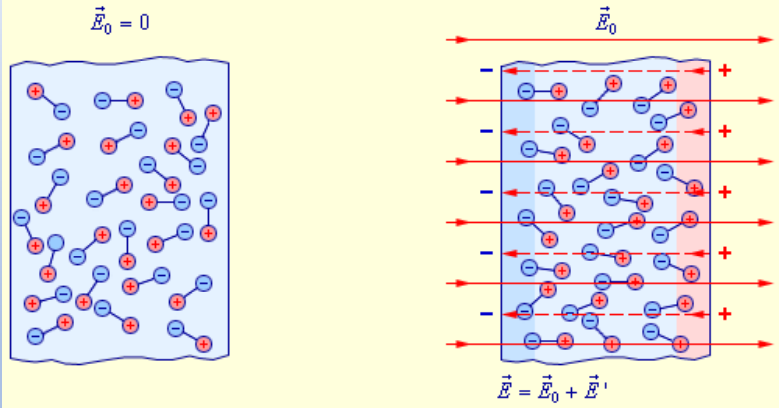 E⃗₀ = 0
E⃗₀
− +
− +
− +
− +
− +
E⃗ = E⃗₀ + E⃗ '